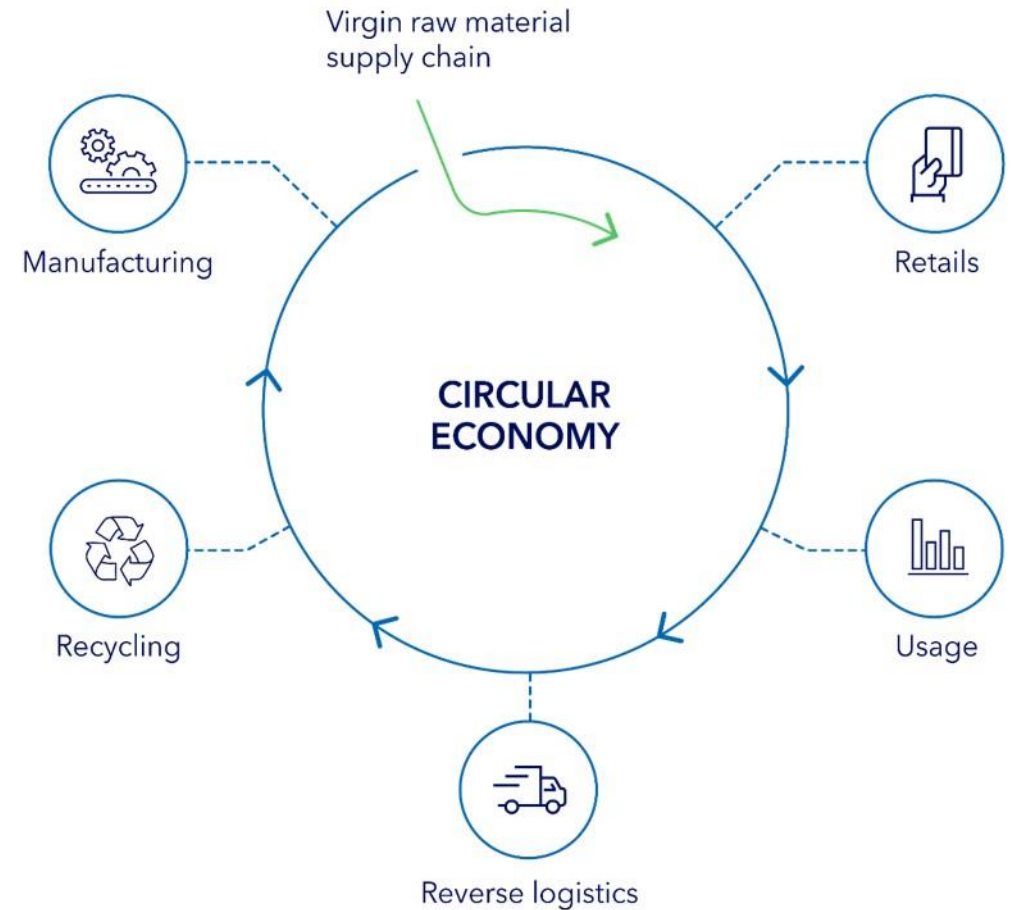 Virgin raw material
supply chain
Manufacturing
Retails
CIRCULAR
ECONOMY
Recycling
Usage
Reverse logistics